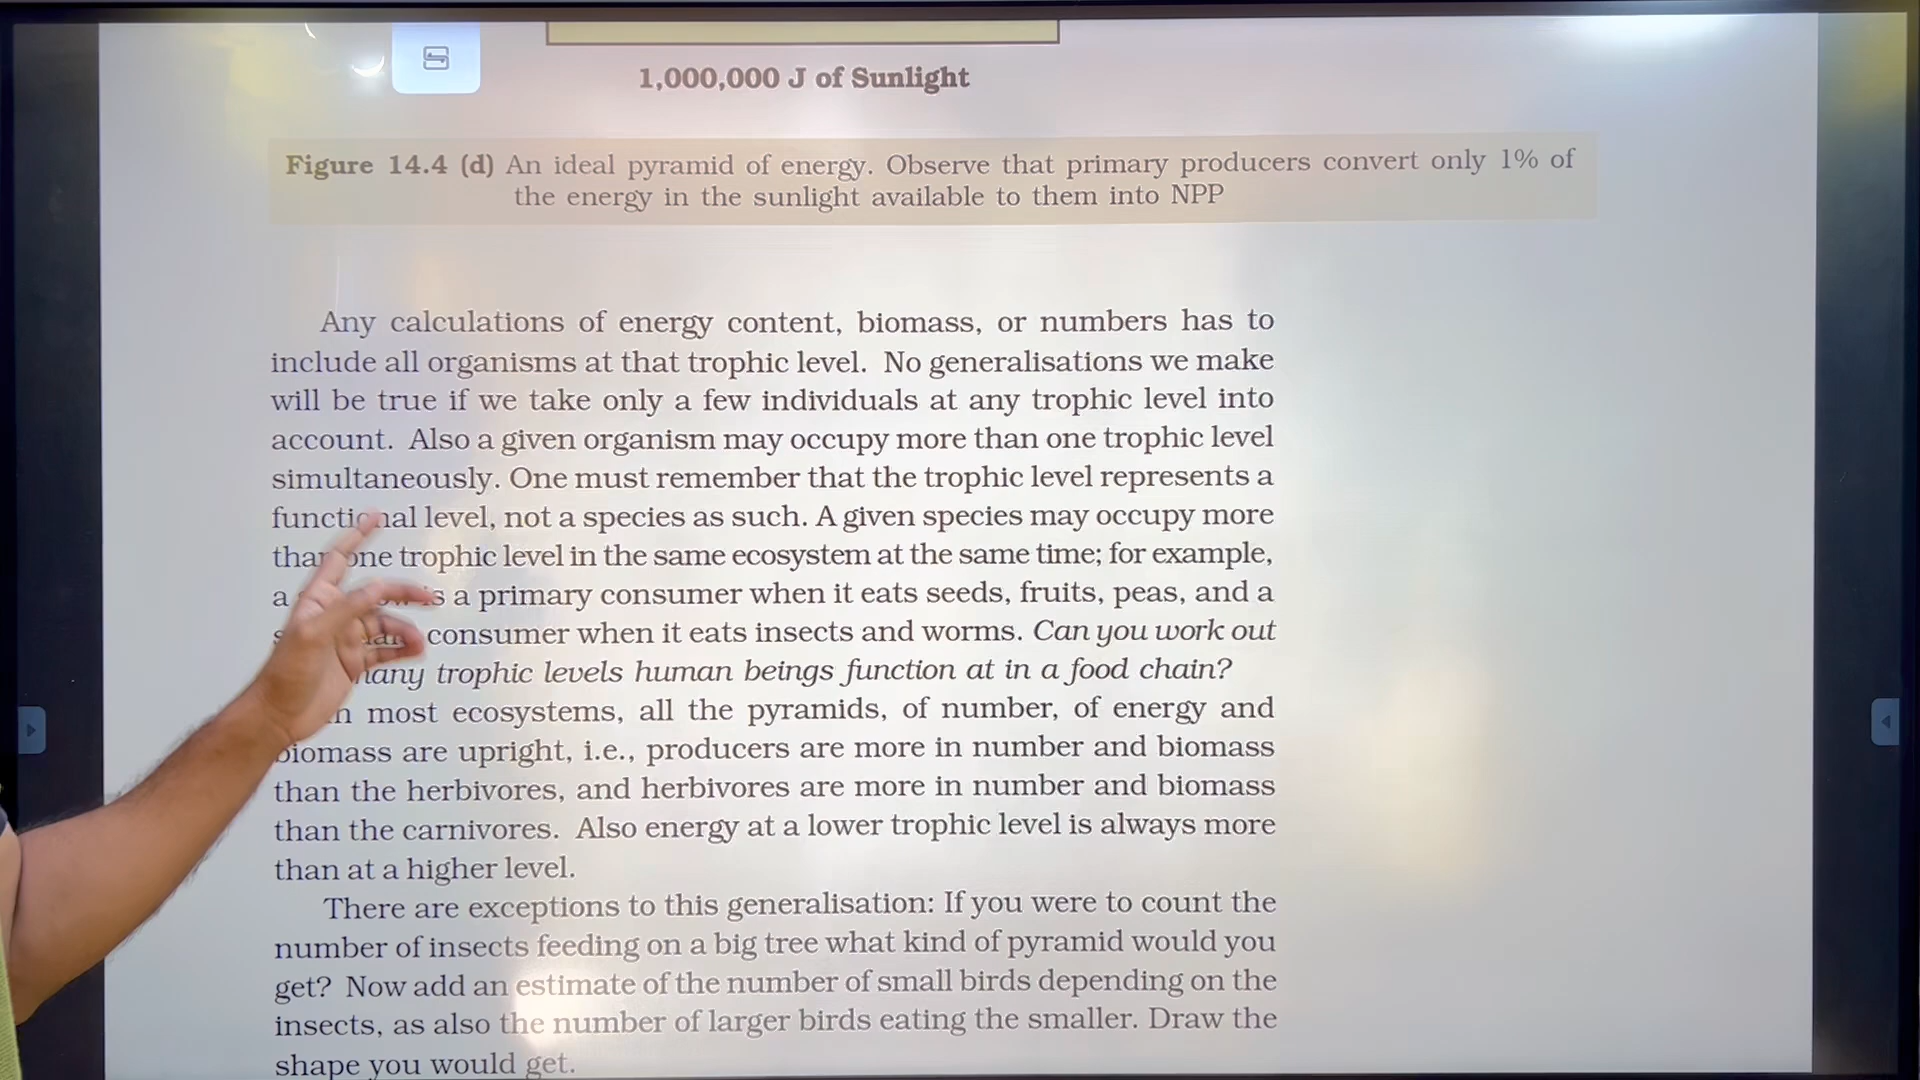 1,000,000 J of Sunlight
Figure 14.4 (d) An ideal pyramid of energy. Observe that primary producers convert only 1% of
the energy in the sunlight available to them into NPP
Any calculations of energy content, biomass, or numbers has to
include all organisms at that trophic level. No generalisations we make
will be true if we take only a few individuals at any trophic level into
account. Also a given organism may occupy more than one trophic level
simultaneously. One must remember that the trophic level represents a
functional level, not a species as such. A given species may occupy more
than one trophic level in the same ecosystem at the same time; for example,
a is a primary consumer when it eats seeds, fruits, peas, and a
consumer when it eats insects and worms. Can you work out
many trophic levels human beings function at in a food chain?
In most ecosystems, all the pyramids, of number, of energy and
biomass are upright, i.e., producers are more in number and biomass
than the herbivores, and herbivores are more in number and biomass
than the carnivores. Also energy at a lower trophic level is always more
than at a higher level.
There are exceptions to this generalisation: If you were to count the
number of insects feeding on a big tree what kind of pyramid would you
get? Now add an estimate of the number of small birds depending on the
insects, as also the number of larger birds eating the smaller. Draw the
shape you would get.